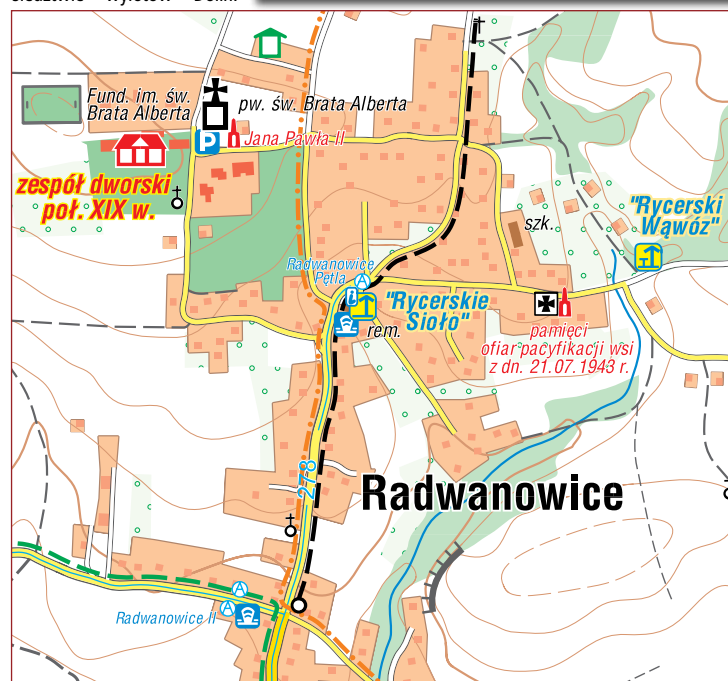 Fund. im. św.
Brata Alberta
pw. św. Brata Alberta
P
Jana Pawła II
zespół dworski
poł. XIX w.
szk.
"Rycerski
Wąwóz"
Radwanowice
Pętla
A
i
"Rycerskie
Sioło"
rem.
pamięci
ofiar pacyfikacji wsi
z dn. 21.07.1943 r.
278
Radwanowice
A
A
Radwanowice II